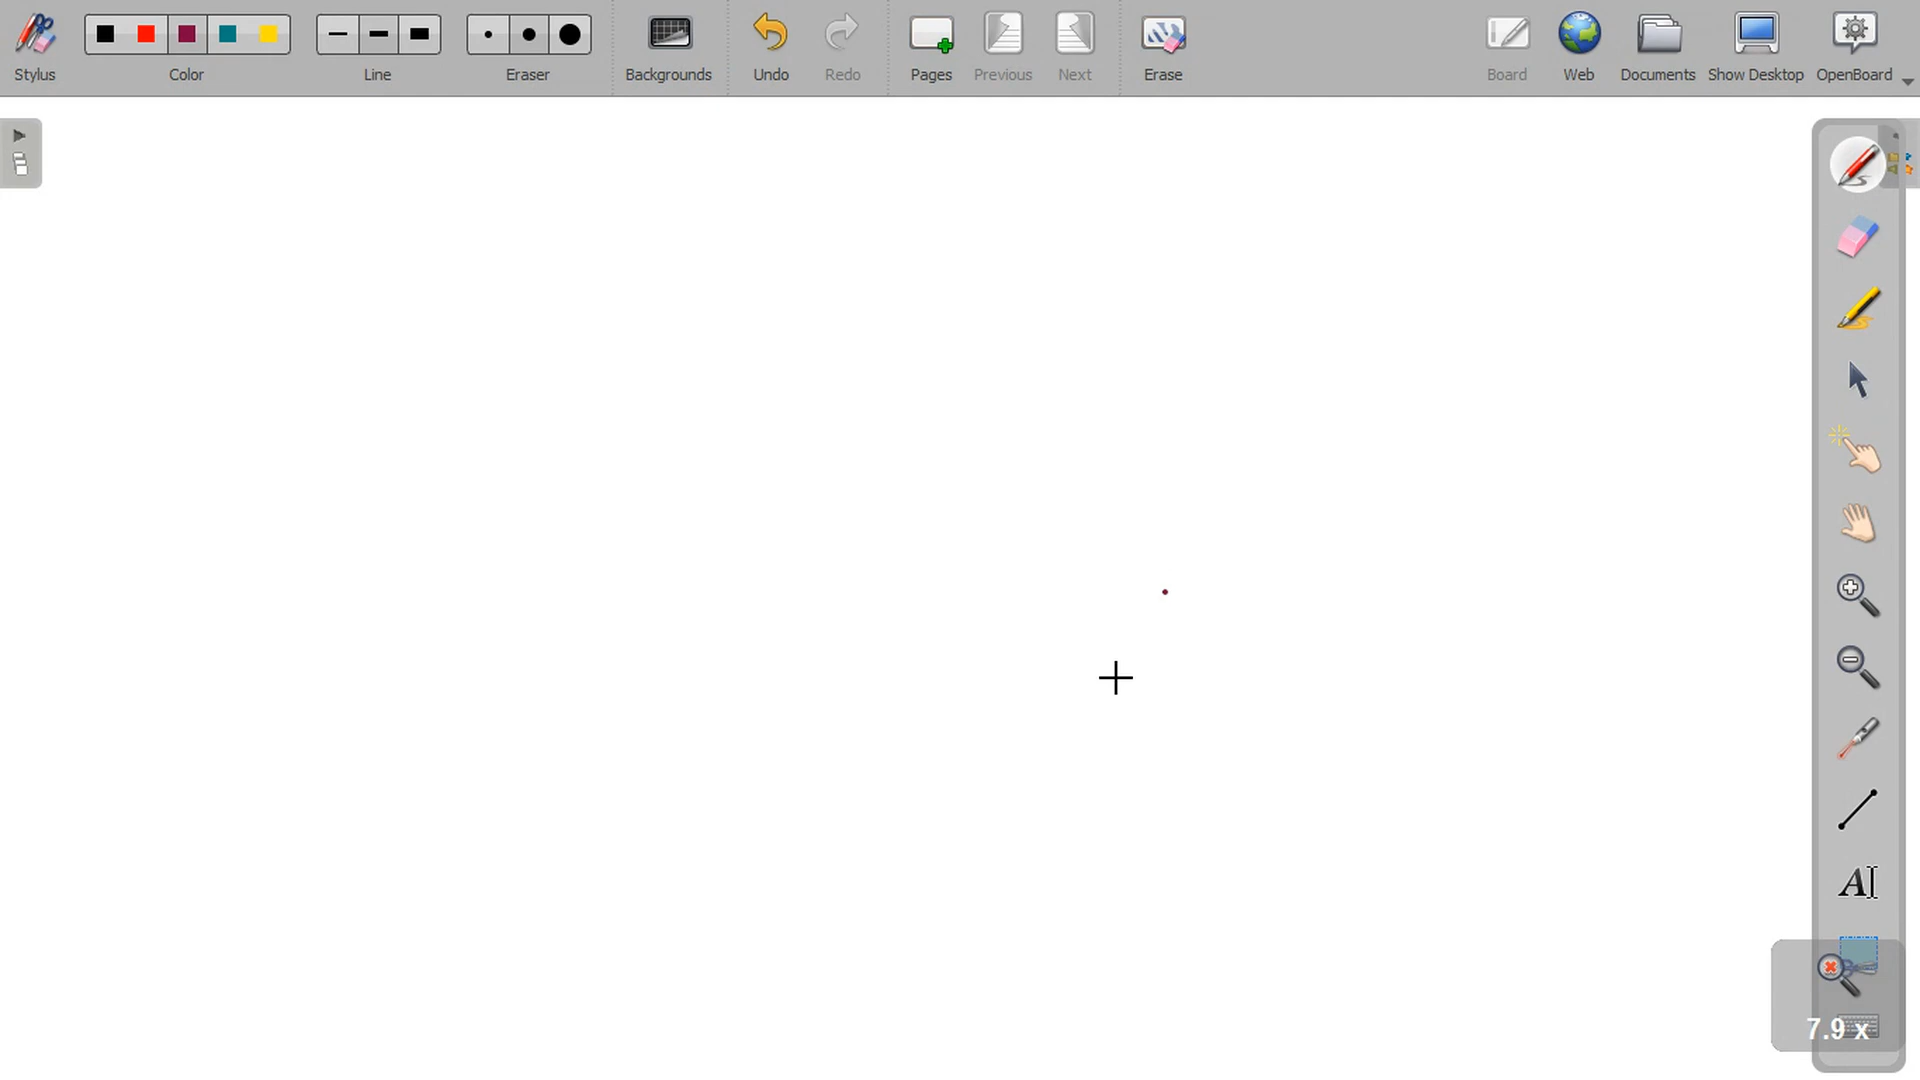 Stylus Color Line Eraser Backgrounds Undo Redo Pages Previous Next Erase Board Web Documents Show Desktop OpenBoard
A
7.9 x